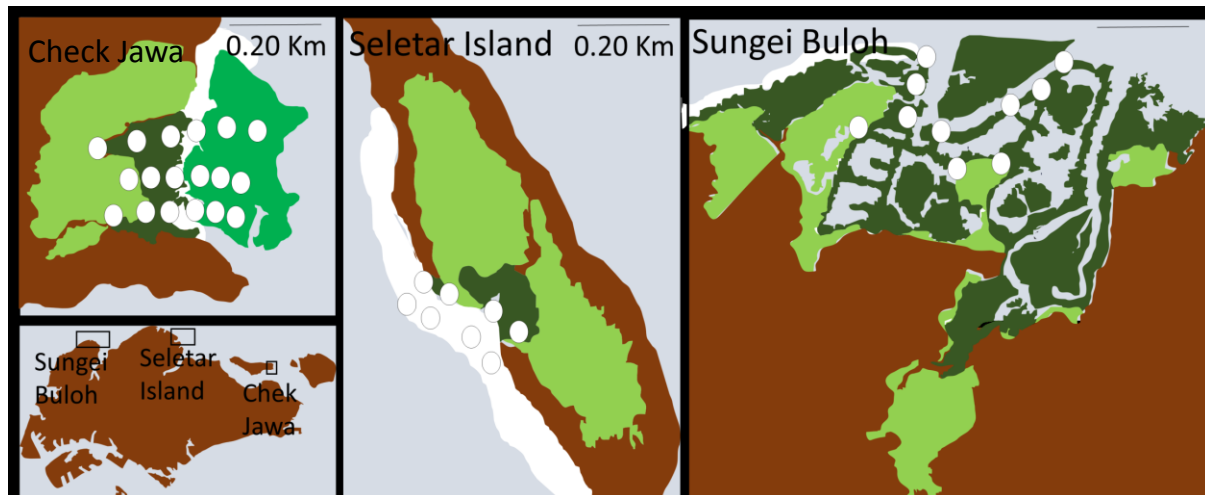 Check Jawa
0.20 Km
Seletar Island
0.20 Km
Sungei Buloh
Sungei
Buloh
Seletar
Island
Chek
Jawa